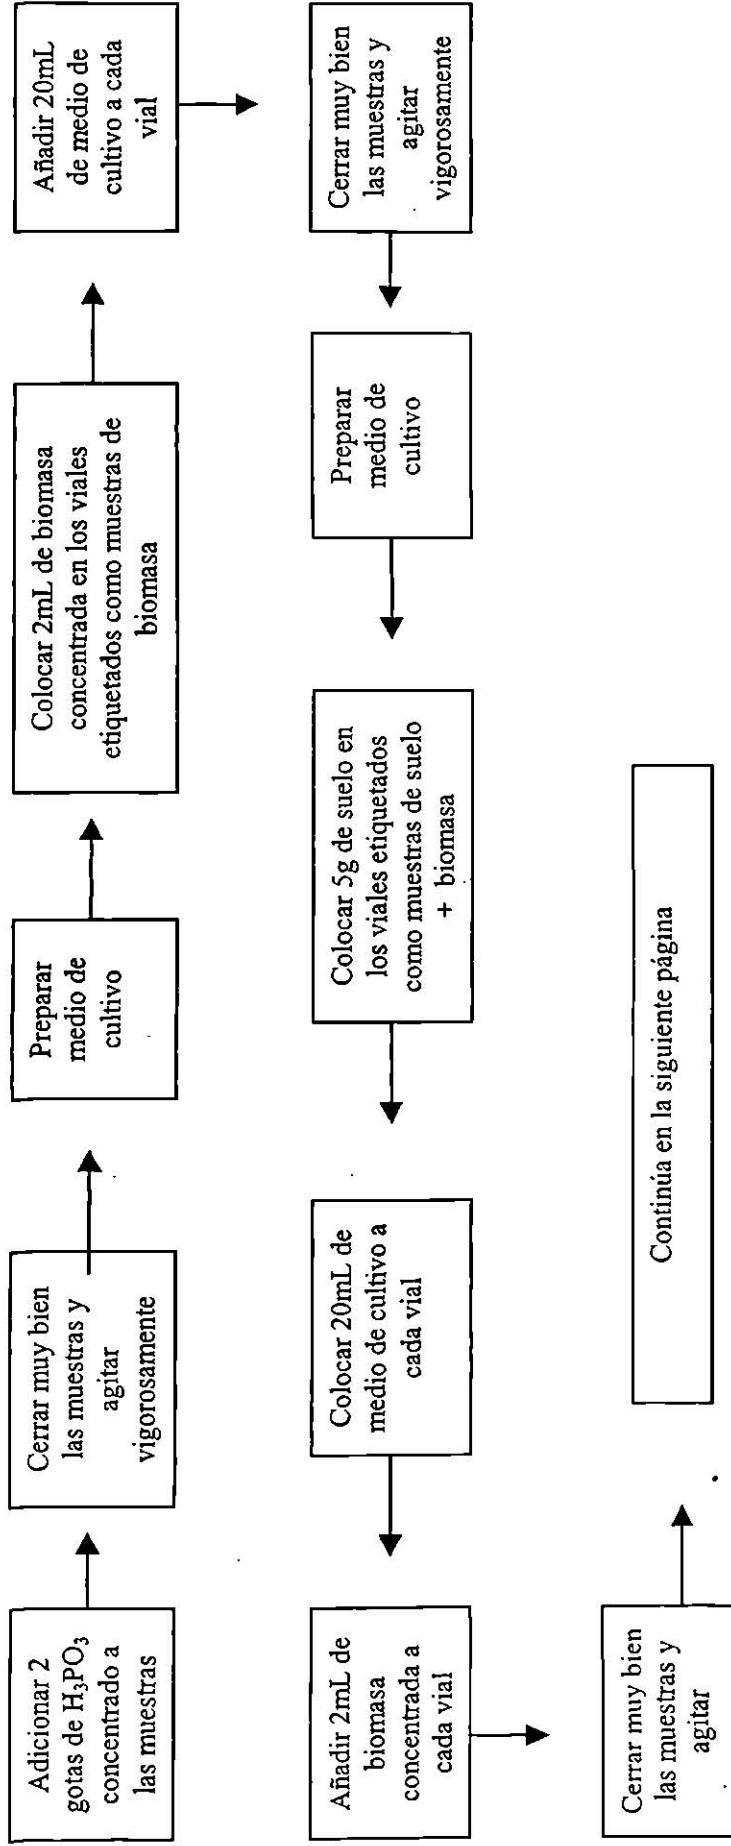 Adicionar 2
gotas de H₃PO₃
concentrado a
las muestras
Cerrar muy bien
las muestras y
agitar
vigorosamente
Preparar
medio de
cultivo
Colocar 2mL de biomasa
concentrada en los viales
etiquetados como muestras de
biomasa
Añadir 20mL
de medio de
cultivo a cada
vial
Cerrar muy bien
las muestras y
agitar
vigorosamente
Preparar
medio de
cultivo
Colocar 5g de suelo en
los viales etiquetados
como muestras de suelo
+ biomasa
Colocar 20mL de
medio de cultivo a
cada vial
Añadir 2mL de
biomasa
concentrada a
cada vial
Cerrar muy bien
las muestras y
agitar
Continúa en la siguiente página